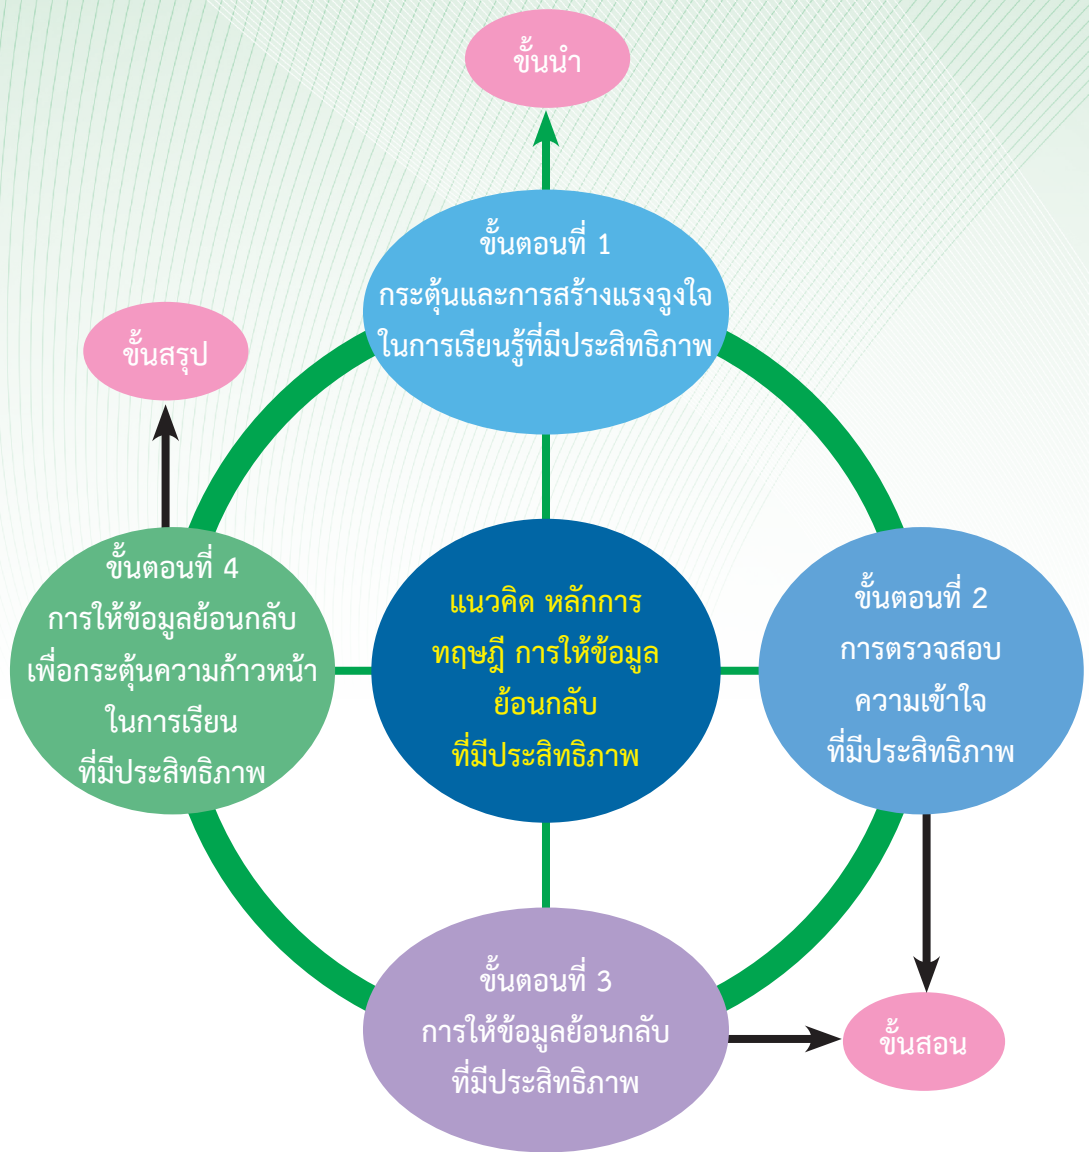 ขั้นนำ
ขั้นตอนที่ 1
กระตุ้นและการสร้างแรงจูงใจ
ในการเรียนรู้ที่มีประสิทธิภาพ
ขั้นสรุป
ขั้นตอนที่ 4
การให้ข้อมูลย้อนกลับ
เพื่อกระตุ้นความก้าวหน้า
ในการเรียน
ที่มีประสิทธิภาพ
แนวคิด หลักการ
ทฤษฎี การให้ข้อมูล
ย้อนกลับ
ที่มีประสิทธิภาพ
ขั้นตอนที่ 2
การตรวจสอบ
ความเข้าใจ
ที่มีประสิทธิภาพ
ขั้นตอนที่ 3
การให้ข้อมูลย้อนกลับ
ที่มีประสิทธิภาพ
ขั้นสอน